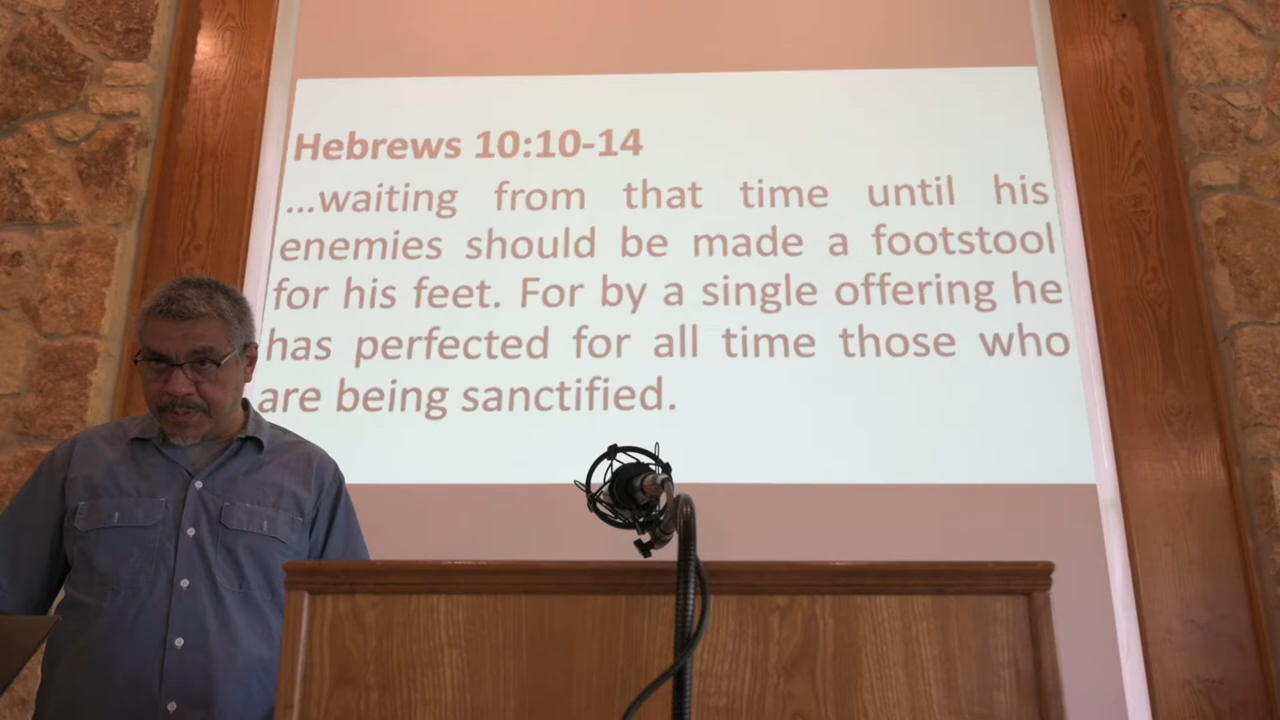 Hebrews 10:10-14
...waiting from that time until his
enemies should be made a footstool
for his feet. For by a single offering he
has perfected for all time those who
are being sanctified.